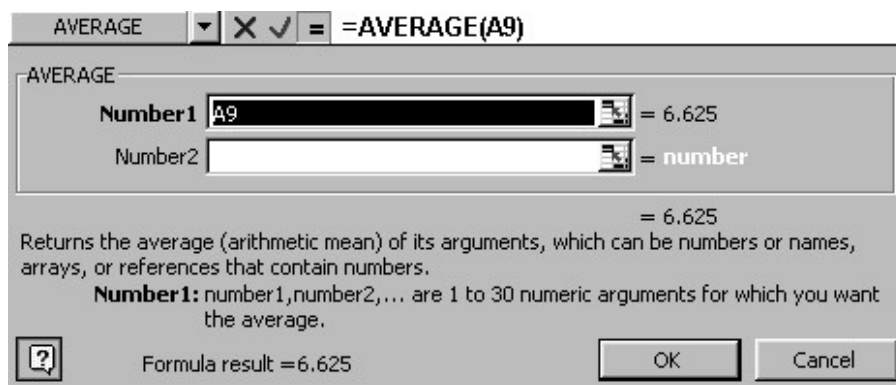 AVERAGE =AVERAGE(A9)
AVERAGE
Number1 A9 = 6.625
Number2 = number
= 6.625
Returns the average (arithmetic mean) of its arguments, which can be numbers or names,
arrays, or references that contain numbers.
Number1: number1,number2,... are 1 to 30 numeric arguments for which you want
the average.
? Formula result =6.625 OK Cancel